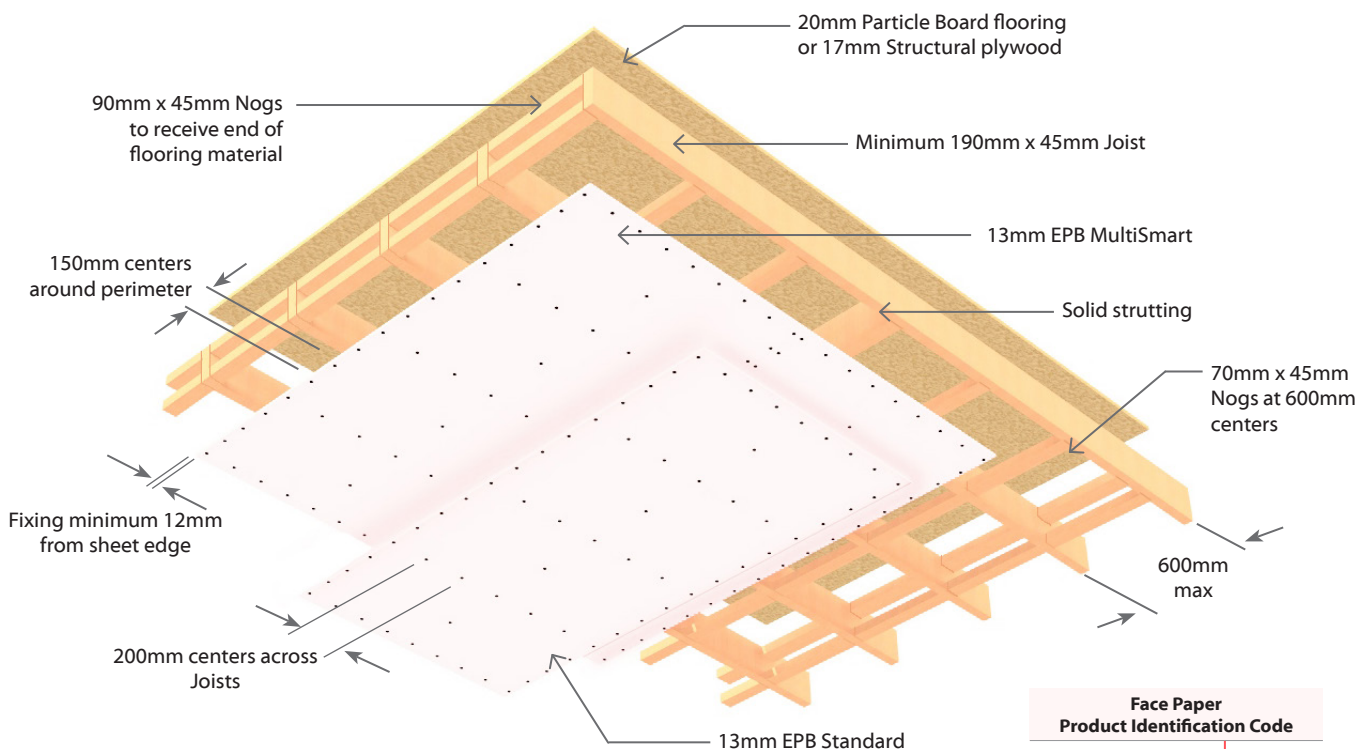 20mm Particle Board flooring
or 17mm Structural plywood
90mm x 45mm Nogs
to receive end of
flooring material
Minimum 190mm x 45mm Joist
13mm EPB MultiSmart
150mm centers
around perimeter
Solid strutting
70mm x 45mm
Nogs at 600mm
centers
Fixing minimum 12mm
from sheet edge
600mm
max
200mm centers across
Joists
13mm EPB Standard
Face Paper
Product Identification Code